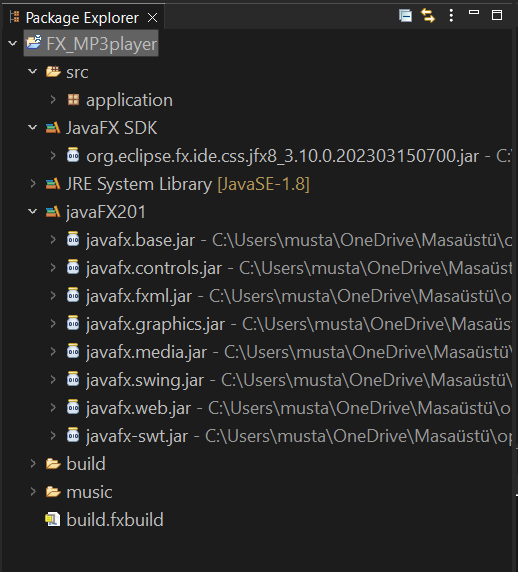 Package Explorer
FX_MP3player
src
application
JavaFX SDK
org.eclipse.fx.ide.css.jfx8_3.10.0.202303150700.jar - C:
JRE System Library [JavaSE-1.8]
javaFX201
javafx.base.jar - C:\Users\musta\OneDrive\Masaüstü\o
javafx.controls.jar - C:\Users\musta\OneDrive\Masaüstü
javafx.fxml.jar - C:\Users\musta\OneDrive\Masaüstü\op
javafx.graphics.jar - C:\Users\musta\OneDrive\Masaüst
javafx.media.jar - C:\Users\musta\OneDrive\Masaüstü\
javafx.swing.jar - C:\Users\musta\OneDrive\Masaüstü\
javafx.web.jar - C:\Users\musta\OneDrive\Masaüstü\o
javafx-swt.jar - C:\Users\musta\OneDrive\Masaüstü\op
build
music
build.fxbuild